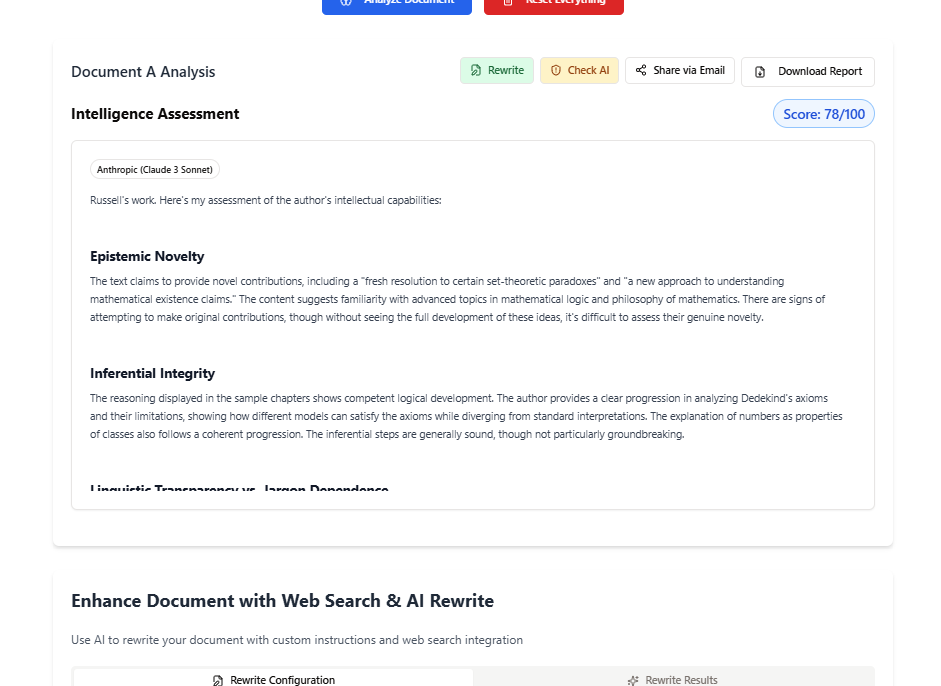 Analyze Document
Reset Everything
Document A Analysis
Rewrite
Check AI
Share via Email
Download Report
Intelligence Assessment
Score: 78/100
Anthropic (Claude 3 Sonnet)
Russell's work. Here's my assessment of the author's intellectual capabilities:
Epistemic Novelty
The text claims to provide novel contributions, including a "fresh resolution to certain set-theoretic paradoxes" and "a new approach to understanding
mathematical existence claims." The content suggests familiarity with advanced topics in mathematical logic and philosophy of mathematics. There are signs of
attempting to make original contributions, though without seeing the full development of these ideas, it's difficult to assess their genuine novelty.
Inferential Integrity
The reasoning displayed in the sample chapters shows competent logical development. The author provides a clear progression in analyzing Dedekind's axioms
and their limitations, showing how different models can satisfy the axioms while diverging from standard interpretations. The explanation of numbers as properties
of classes also follows a coherent progression. The inferential steps are generally sound, though not particularly groundbreaking.
Linguistic Transparency vs. Jargon Dependence
Enhance Document with Web Search & AI Rewrite
Use AI to rewrite your document with custom instructions and web search integration
Rewrite Configuration
Rewrite Results